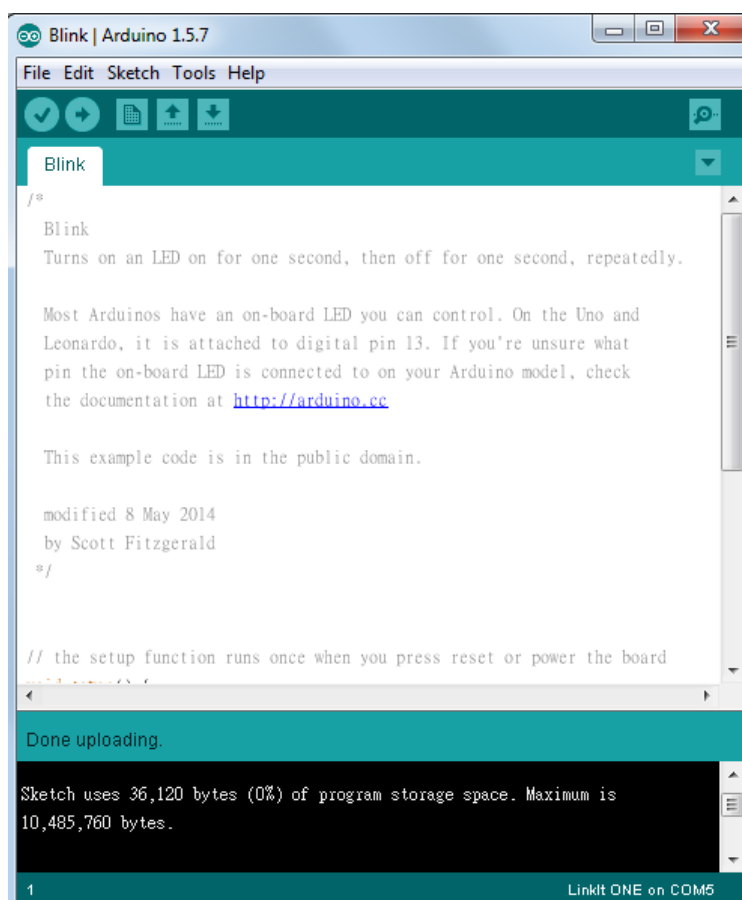 Blink | Arduino 1.5.7
File Edit Sketch Tools Help
Blink
/*
Blink
Turns on an LED on for one second, then off for one second, repeatedly.
Most Arduinos have an on-board LED you can control. On the Uno and
Leonardo, it is attached to digital pin 13. If you're unsure what
pin the on-board LED is connected to on your Arduino model, check
the documentation at http://arduino.cc
This example code is in the public domain.
modified 8 May 2014
by Scott Fitzgerald
*/
// the setup function runs once when you press reset or power the board
Done uploading.
Sketch uses 36,120 bytes (0%) of program storage space. Maximum is
10,485,760 bytes.
1 LinkIt ONE on COM5